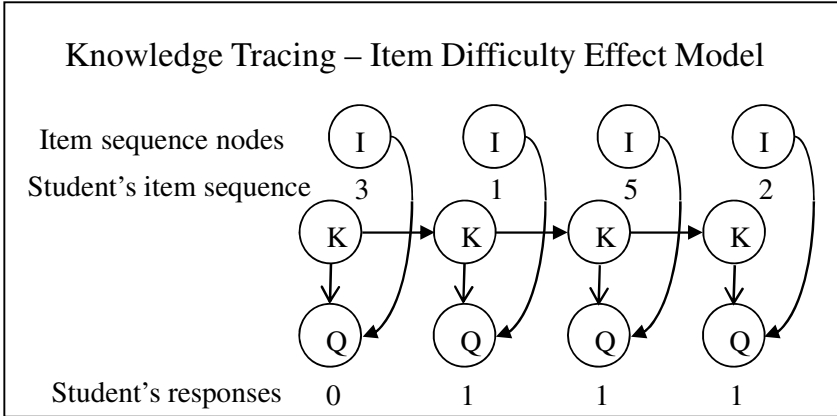 Knowledge Tracing – Item Difficulty Effect Model
Item sequence nodes I I I I
Student's item sequence 3 1 5 2
K K K K
Q Q Q Q
Student's responses 0 1 1 1